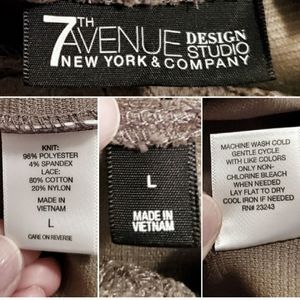 7TH
AVENUE DESIGN STUDIO
NEW YORK & COMPANY
KNIT:
96% POLYESTER
4% SPANDEX
LACE:
80% COTTON
20% NYLON
MADE IN
VIETNAM
L
CARE ON REVERSE
L
MADE IN
VIETNAM
MACHINE WASH COLD
GENTLE CYCLE
WITH LIKE COLORS
ONLY NON-
CHLORINE BLEACH
WHEN NEEDED
LAY FLAT TO DRY
COOL IRON IF NEEDED
RN# 23243